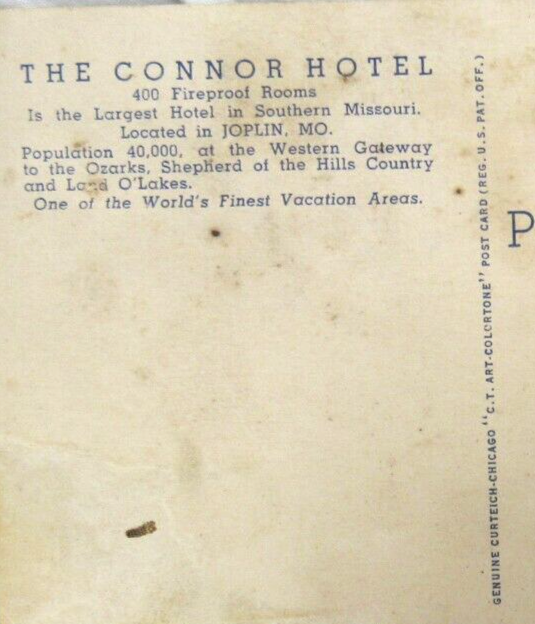 THE CONNOR HOTEL
400 Fireproof Rooms
Is the Largest Hotel in Southern Missouri.
Located in JOPLIN, MO.
Population 40,000, at the Western Gateway
to the Ozarks, Shepherd of the Hills Country
and Land O'Lakes.
One of the World's Finest Vacation Areas.
GENUINE CURTEICH-CHICAGO "C.T. ART-COLORTONE" POST CARD (REG. U.S. PAT. OFF.)
P